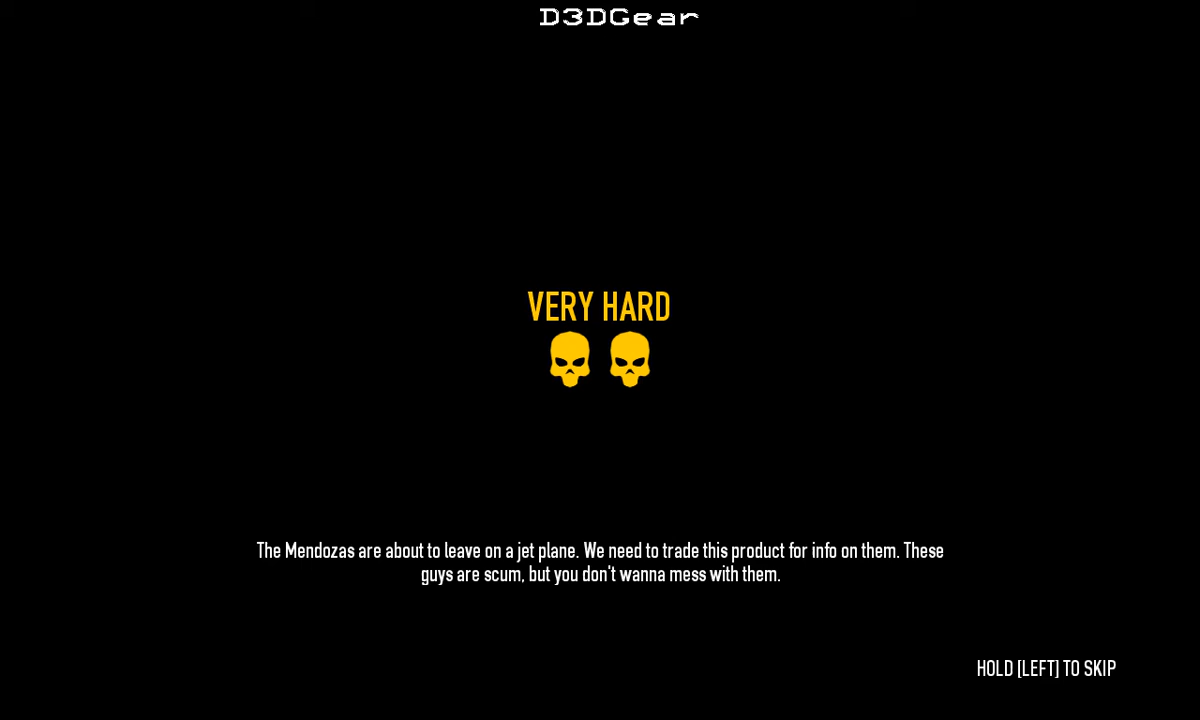 D3DGear
VERY HARD
The Mendozas are about to leave on a jet plane. We need to trade this product for info on them. These
guys are scum, but you don't wanna mess with them.
HOLD [LEFT] TO SKIP